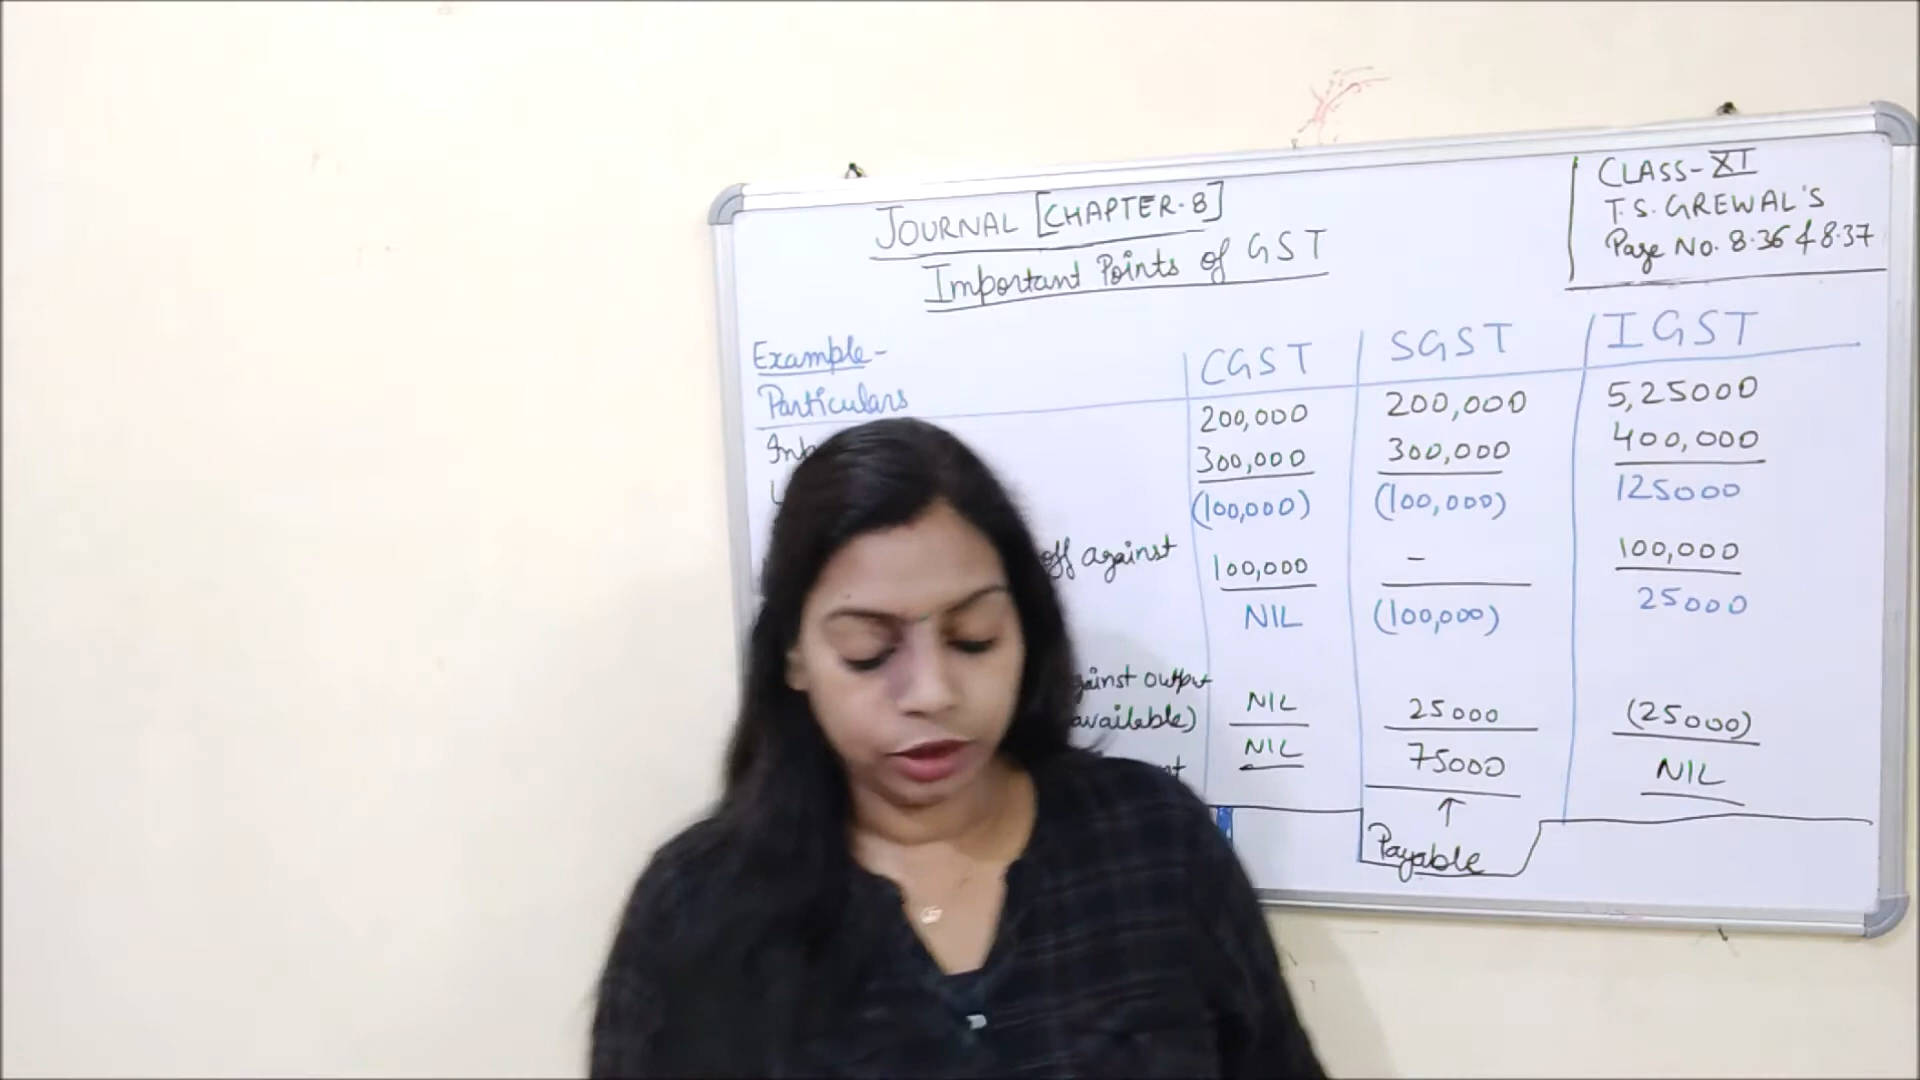 JOURNAL [CHAPTER-8]
Important Points of GST
CLASS-XI
T.S. GREWAL'S
Page No. 8.36 & 8.37
Example-
Particulars CGST SGST IGST
200,000 200,000 5,25000
300,000 300,000 400,000
(100,000) (100,000) 125000
off against 100,000 - 100,000
NIL (100,000) 25000
against output
available) NIL 25000 (25000)
NIL 75000 NIL
↑
Payable